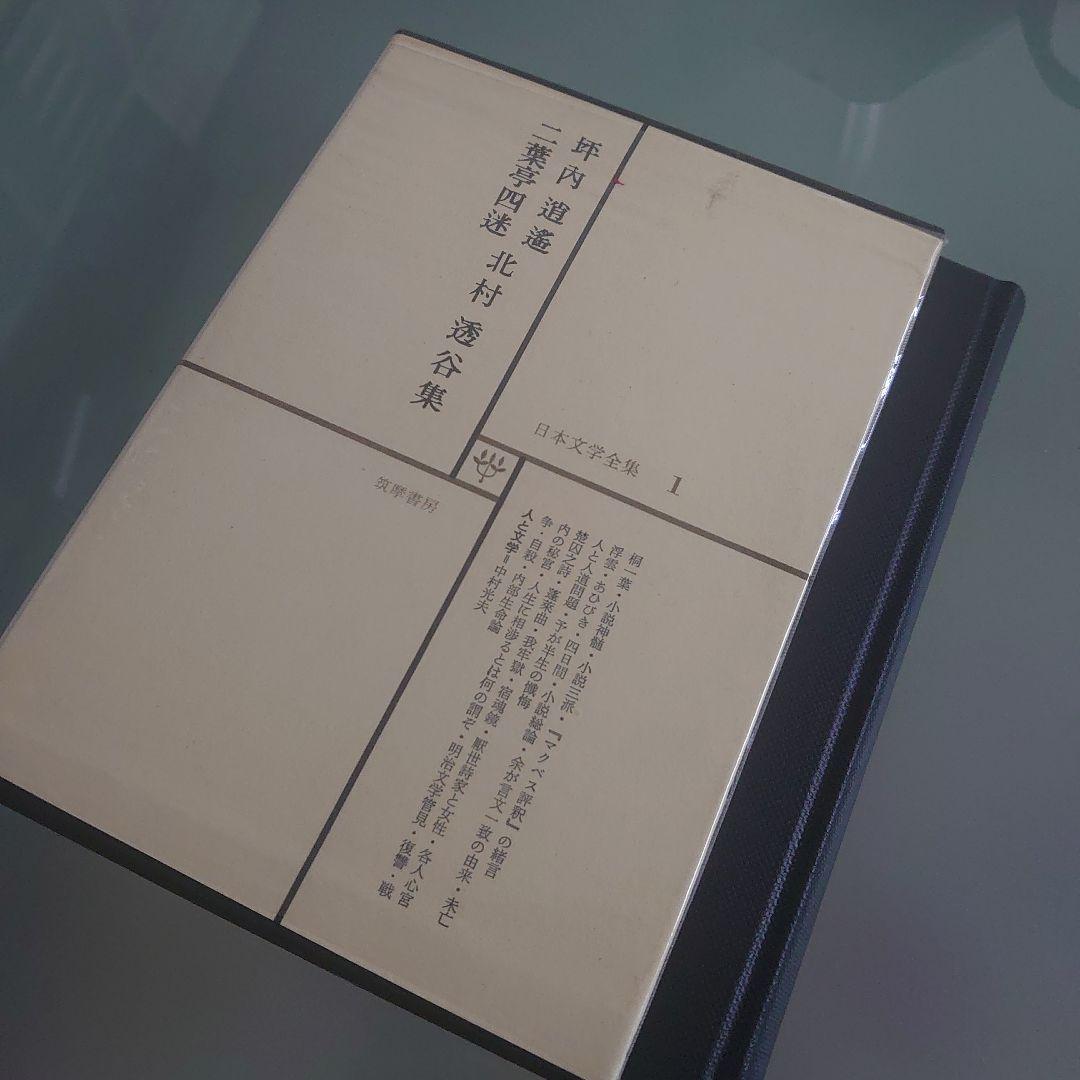 坪内 逍遙
二葉亭四迷 北村 透谷集
日本文学全集 1
筑摩書房
桐一葉・小説神髄・小説三派・『マクベス評釈』の緒言
浮雲・あひびき・四日間・小説総論・余が言文一致の由来・未亡
人と人道問題・予が半生の懺悔
楚囚之詩・蓬萊曲・我牢獄・宿魂鏡・厭世詩家と女性・各人心宮
内の秘宮・人生に相渉るとは何の謂ぞ・明治文学管見・復讐・戦
争・自殺・内部生命論
人と文学＝中村光夫